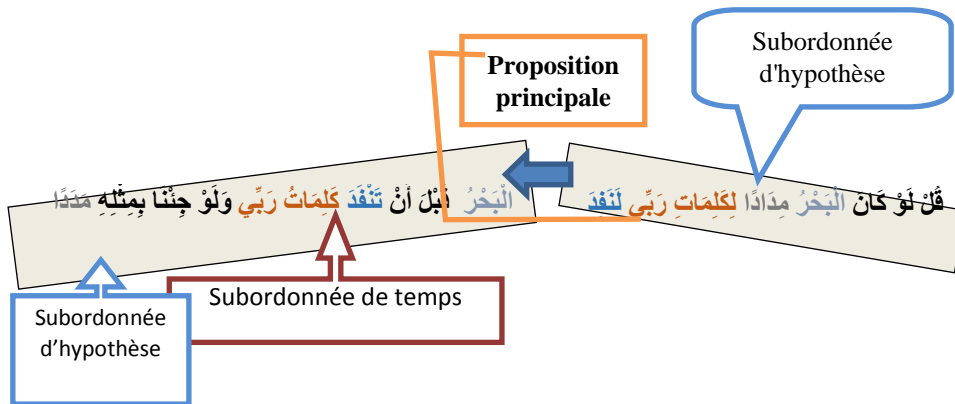 Subordonnée
d'hypothèse
Proposition
principale
قُلْ لَوْ كَانَ الْبَحْرُ مِدَادًا لِكَلِمَاتِ رَبِّي لَنَفِدَ الْبَحْرُ قَبْلَ أَنْ تَنْفَدَ كَلِمَاتُ رَبِّي وَلَوْ جِئْنَا بِمِثْلِهِ مَدَدًا
Subordonnée de temps
Subordonnée
d’hypothèse